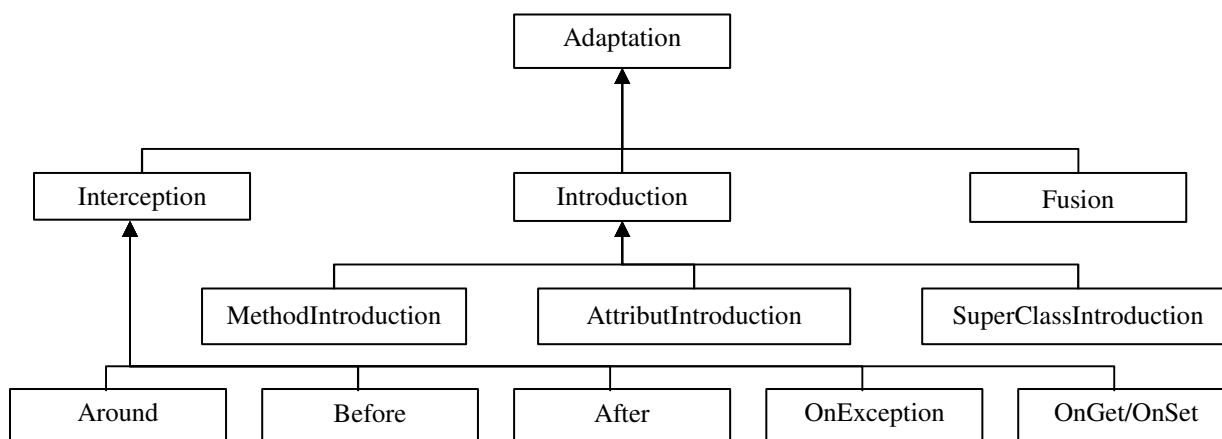 Adaptation
Interception
Introduction
Fusion
MethodIntroduction
AttributIntroduction
SuperClassIntroduction
Around
Before
After
OnException
OnGet/OnSet